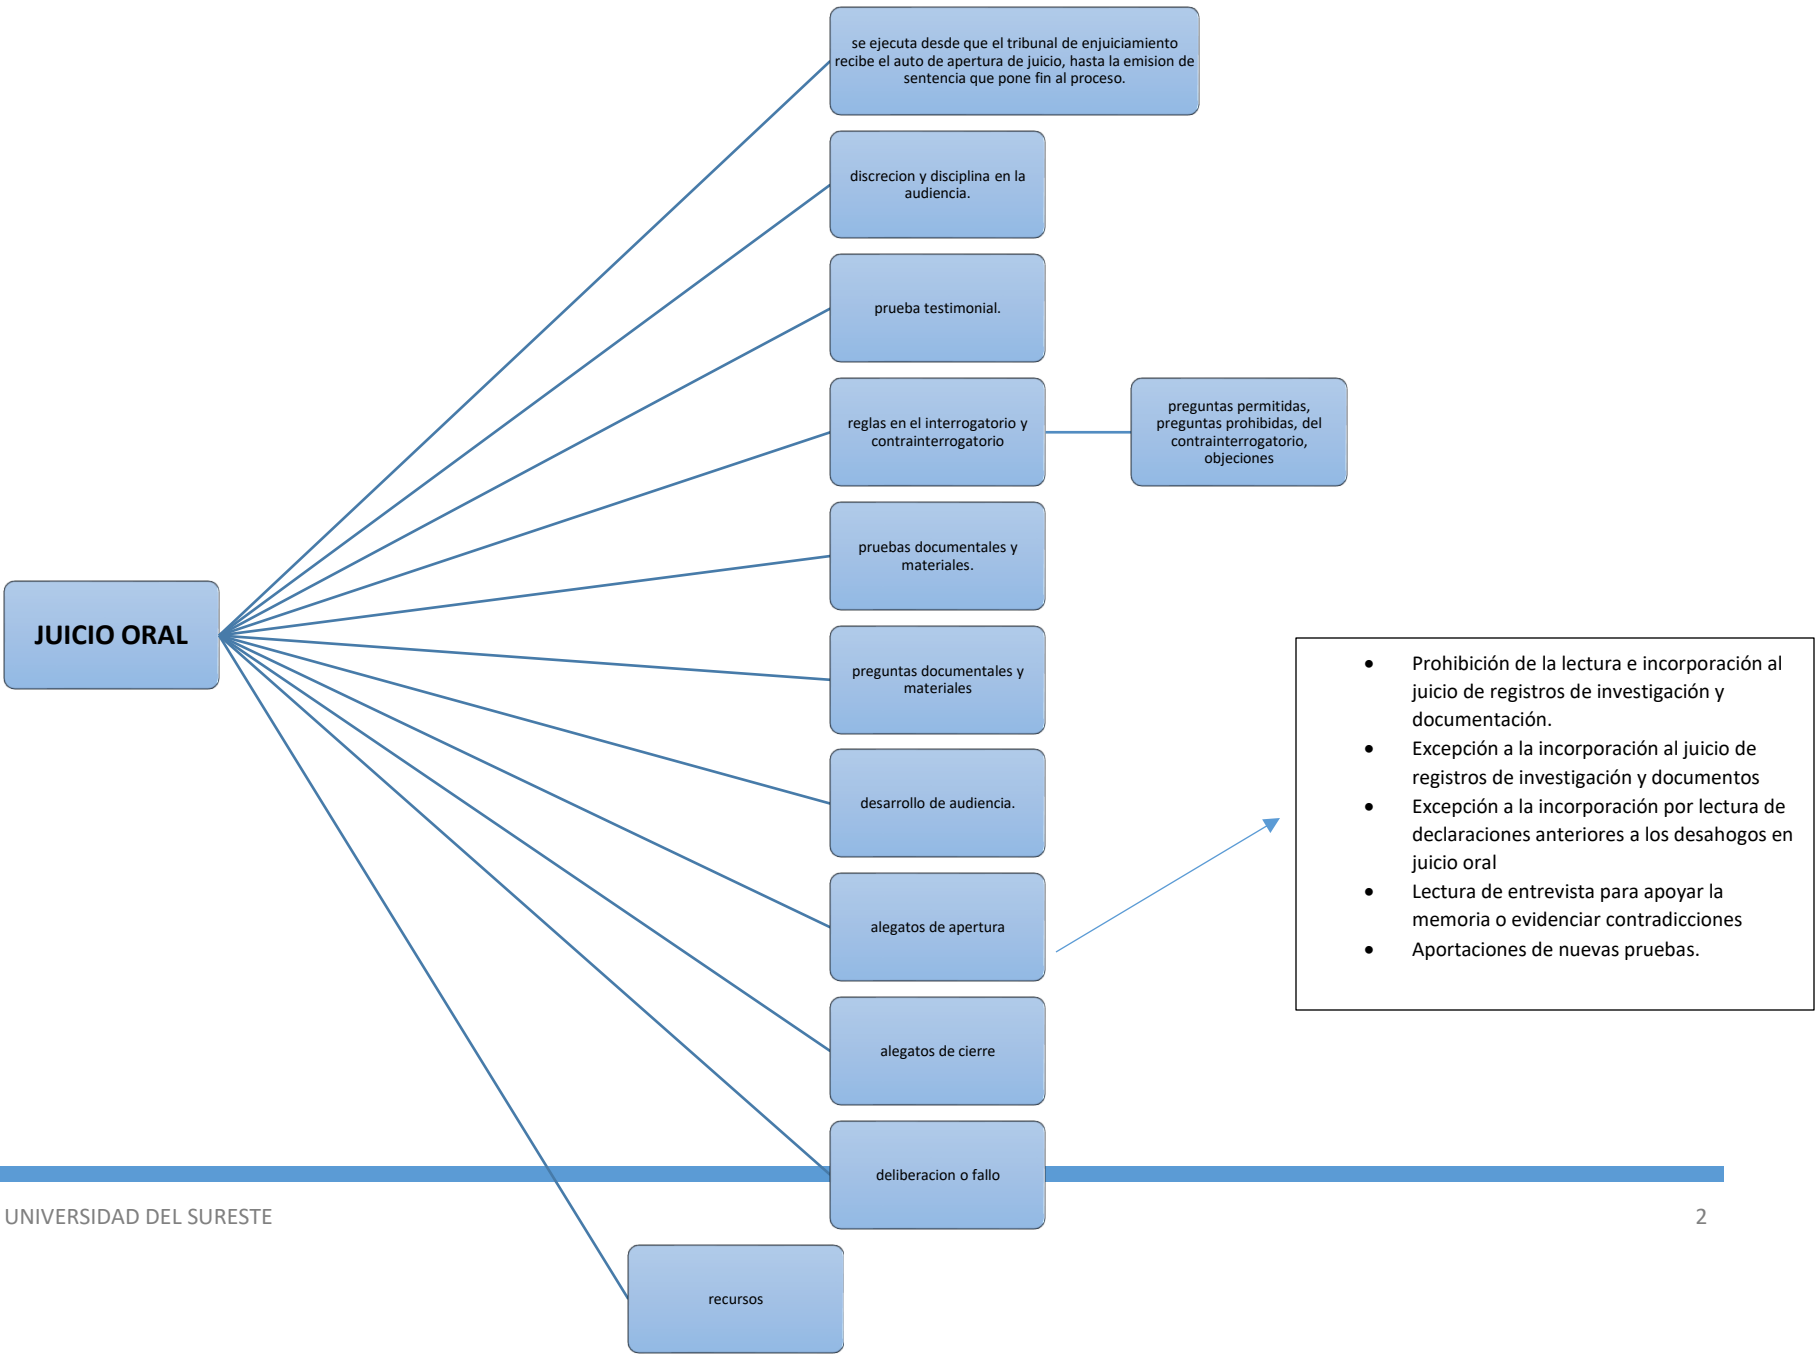 se ejecuta desde que el tribunal de enjuiciamiento
recibe el auto de apertura de juicio, hasta la emision de
sentencia que pone fin al proceso.
discrecion y disciplina en la
audiencia.
prueba testimonial.
reglas en el interrogatorio y
contrainterrogatorio
preguntas permitidas,
preguntas prohibidas, del
contrainterrogatorio,
objeciones
pruebas documentales y
materiales.
JUICIO ORAL
preguntas documentales y
materiales
desarrollo de audiencia.
alegatos de apertura
• Prohibición de la lectura e incorporación al
juicio de registros de investigación y
documentación.
• Excepción a la incorporación al juicio de
registros de investigación y documentos
• Excepción a la incorporación por lectura de
declaraciones anteriores a los desahogos en
juicio oral
• Lectura de entrevista para apoyar la
memoria o evidenciar contradicciones
• Aportaciones de nuevas pruebas.
alegatos de cierre
deliberacion o fallo
UNIVERSIDAD DEL SURESTE
2
recursos